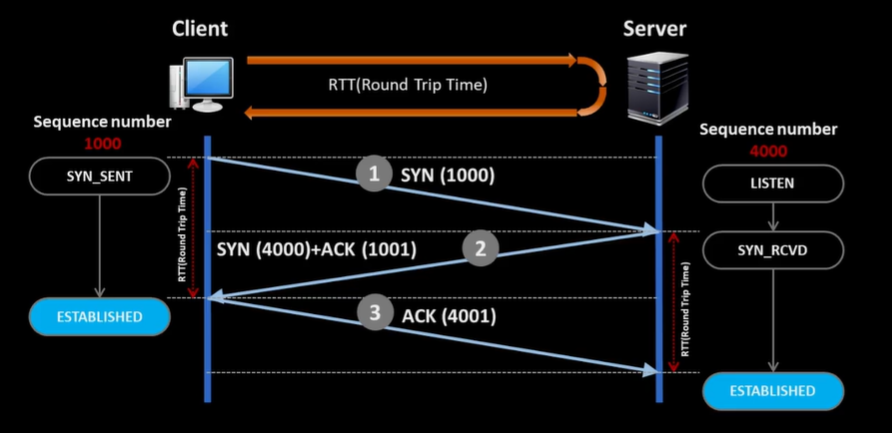 Client
Server
RTT(Round Trip Time)
Sequence number
1000
Sequence number
4000
SYN_SENT
1
SYN (1000)
LISTEN
RTT(Round Trip Time)
SYN (4000)+ACK (1001)
2
SYN_RCVD
ESTABLISHED
3
ACK (4001)
RTT(Round Trip Time)
ESTABLISHED